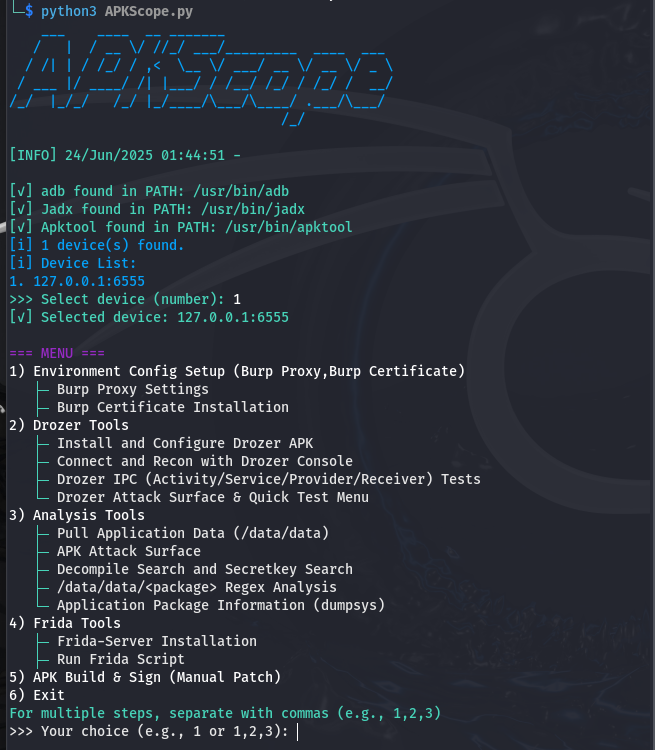 └─$ python3 APKScope.py
APKScope
[INFO] 24/Jun/2025 01:44:51 -
[√] adb found in PATH: /usr/bin/adb
[√] Jadx found in PATH: /usr/bin/jadx
[√] Apktool found in PATH: /usr/bin/apktool
[i] 1 device(s) found.
[i] Device List:
1. 127.0.0.1:6555
>>> Select device (number): 1
[√] Selected device: 127.0.0.1:6555
=== MENU ===
1) Environment Config Setup (Burp Proxy,Burp Certificate)
├─ Burp Proxy Settings
├─ Burp Certificate Installation
2) Drozer Tools
├─ Install and Configure Drozer APK
├─ Connect and Recon with Drozer Console
├─ Drozer IPC (Activity/Service/Provider/Receiver) Tests
└─ Drozer Attack Surface & Quick Test Menu
3) Analysis Tools
├─ Pull Application Data (/data/data)
├─ APK Attack Surface
├─ Decompile Search and Secretkey Search
├─ /data/data/<package> Regex Analysis
└─ Application Package Information (dumpsys)
4) Frida Tools
├─ Frida-Server Installation
├─ Run Frida Script
5) APK Build & Sign (Manual Patch)
6) Exit
For multiple steps, separate with commas (e.g., 1,2,3)
>>> Your choice (e.g., 1 or 1,2,3):